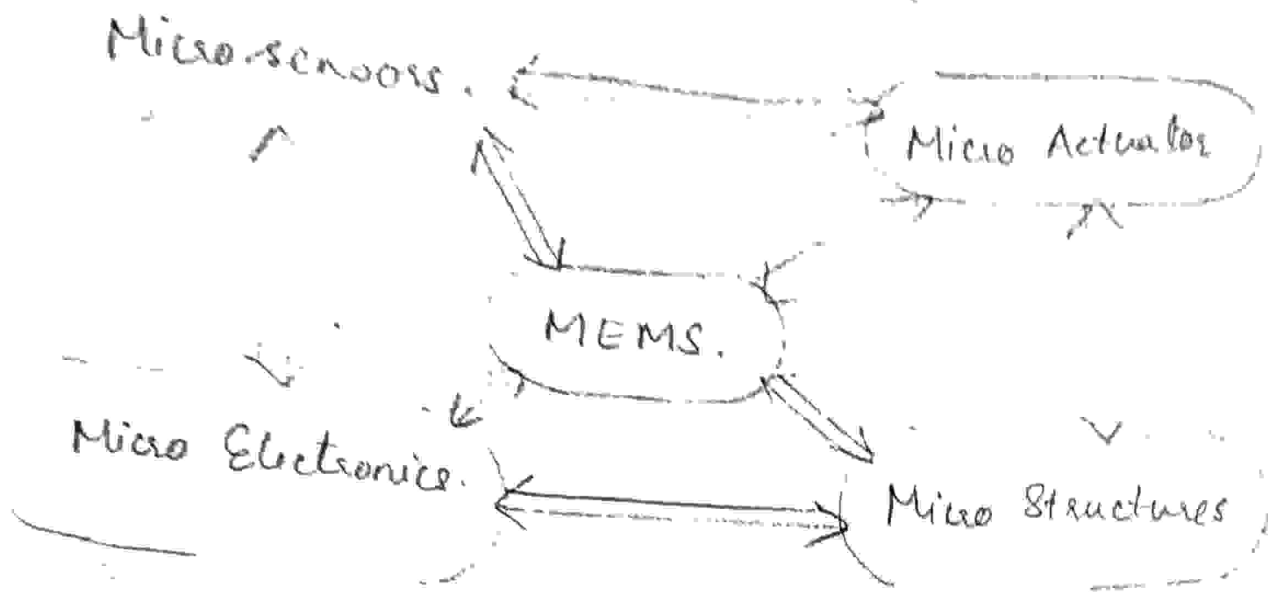 Micro sensors.
Micro Actuator
MEMS.
Micro Electronics.
Micro Structures